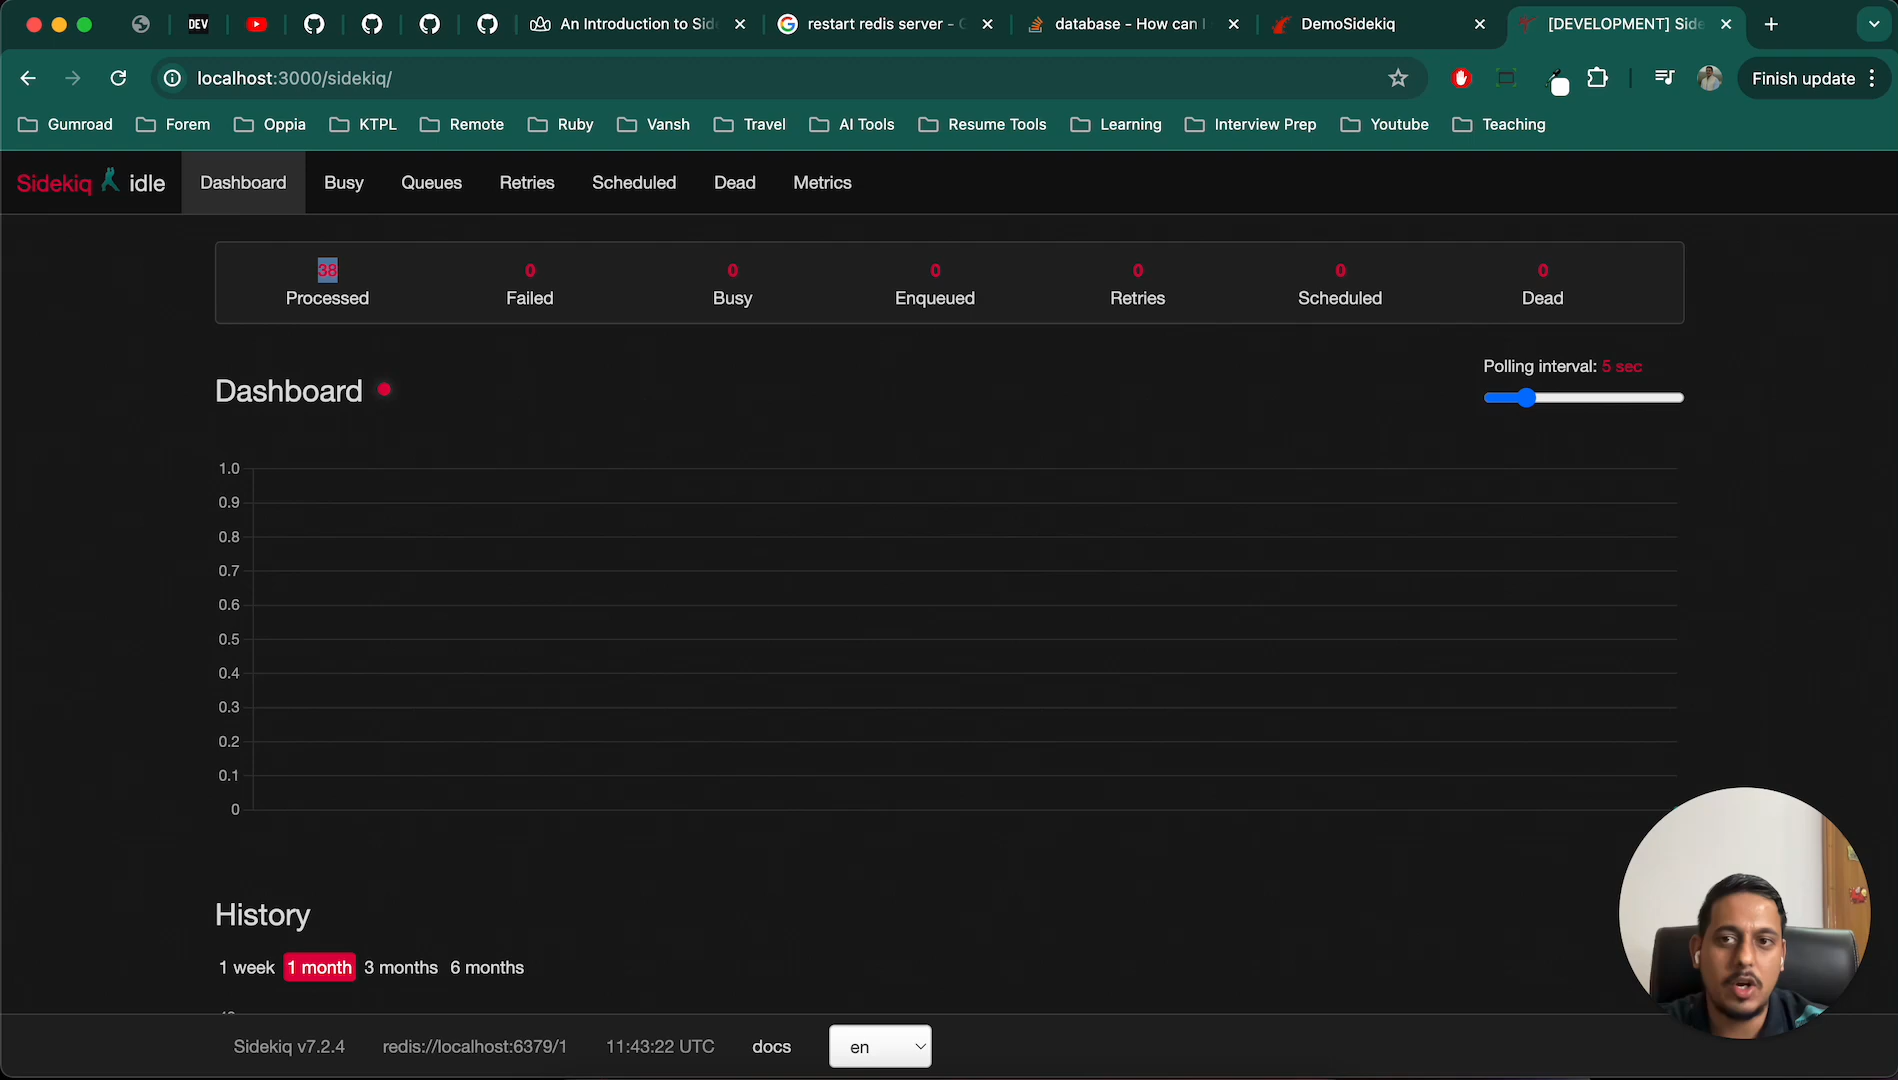 An Introduction to Sid
restart redis server - G
database - How can I
DemoSidekiq
[DEVELOPMENT] Side
DEV
localhost:3000/sidekiq/
Finish update
Gumroad
Forem
Oppia
KTPL
Remote
Ruby
Vansh
Travel
AI Tools
Resume Tools
Learning
Interview Prep
Youtube
Teaching
Sidekiq idle
Dashboard
Busy
Queues
Retries
Scheduled
Dead
Metrics
38
0
0
0
0
0
0
Processed
Failed
Busy
Enqueued
Retries
Scheduled
Dead
Polling interval: 5 sec
Dashboard
1.0
0.9
0.8
0.7
0.6
0.5
0.4
0.3
0.2
0.1
0
History
1 week 1 month 3 months 6 months
Sidekiq v7.2.4
redis://localhost:6379/1
11:43:22 UTC
docs
en